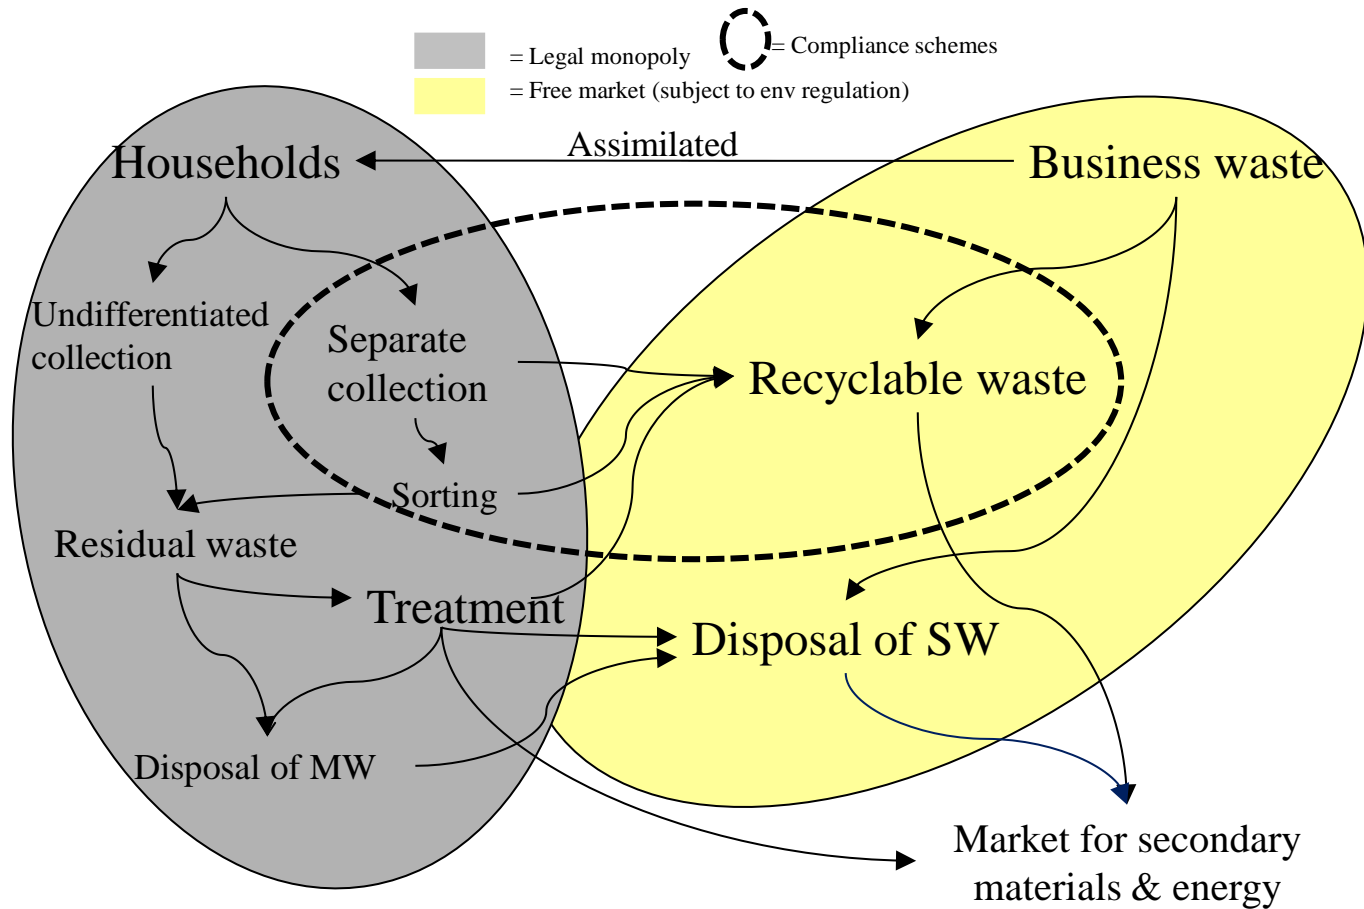 = Legal monopoly
= Compliance schemes
= Free market (subject to env regulation)
Assimilated
Households
Business waste
Undifferentiated
collection
Separate
collection
Recyclable waste
Sorting
Residual waste
Treatment
Disposal of SW
Disposal of MW
Market for secondary
materials & energy